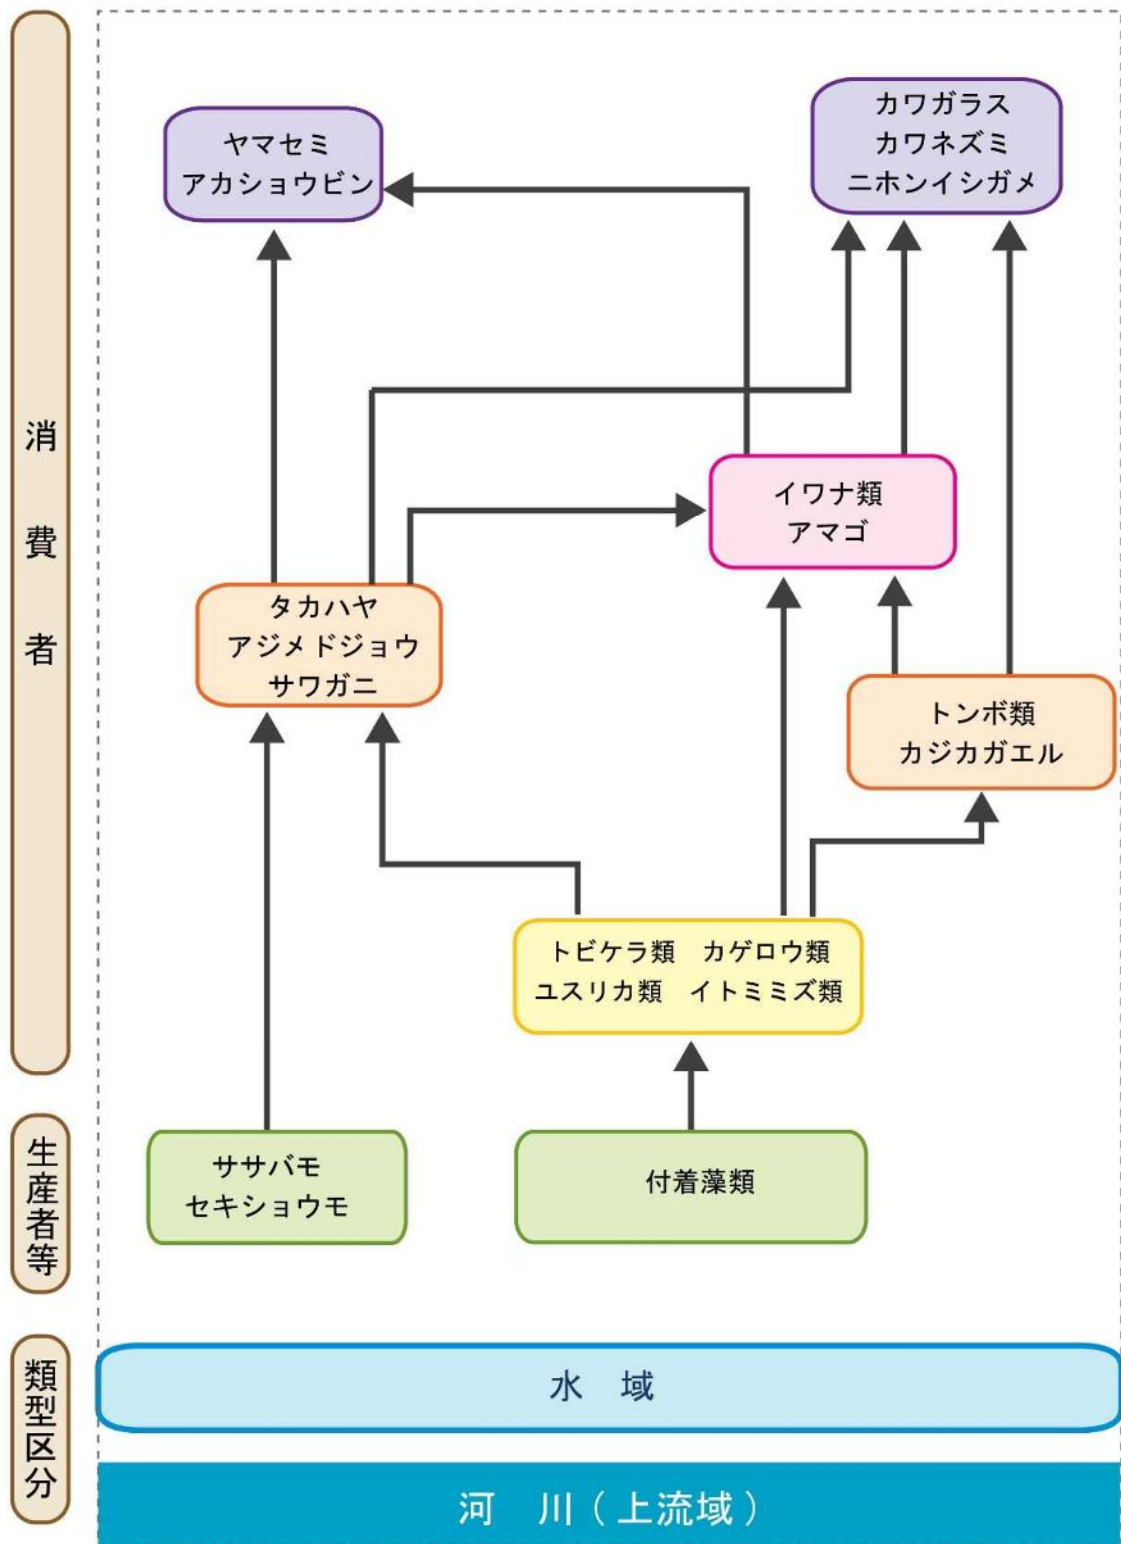 消費者
ヤマセミ
アカショウビン
カワガラス
カワネズミ
ニホンイシガメ
イワナ類
アマゴ
タカハヤ
アジメドジョウ
サワガニ
トンボ類
カジカガエル
トビケラ類 カゲロウ類
ユスリカ類 イトミミズ類
生産者等
ササバモ
セキショウモ
付着藻類
類型区分
水 域
河 川(上流域)